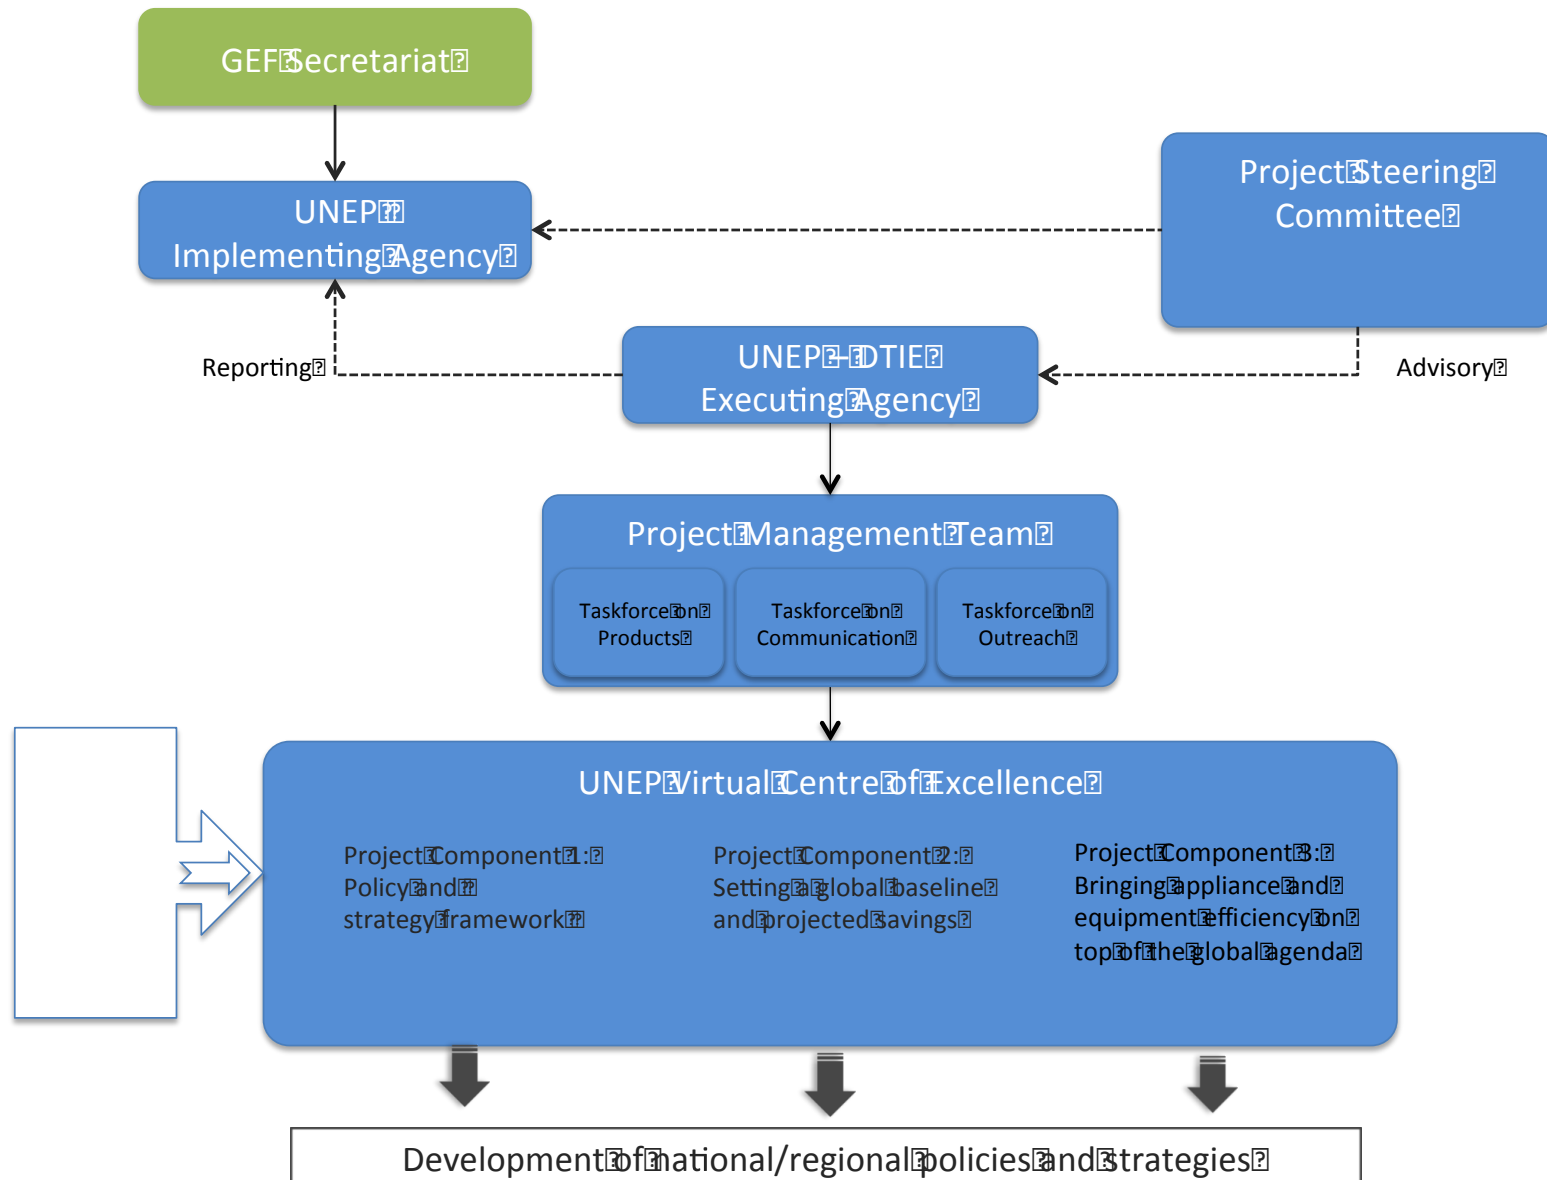 GEF Secretariat
UNEP
Implementing Agency
Project Steering
Committee
Reporting
UNEP – DTIE
Executing Agency
Advisory
Project Management Team
Taskforce on
Products
Taskforce on
Communication
Taskforce on
Outreach
UNEP Virtual Centre of Excellence
Project Component 1:
Policy and
strategy framework
Project Component 2:
Setting a global baseline
and projected savings
Project Component 3:
Bringing appliance and
equipment efficiency on
top of the global agenda
Development of national/regional policies and strategies